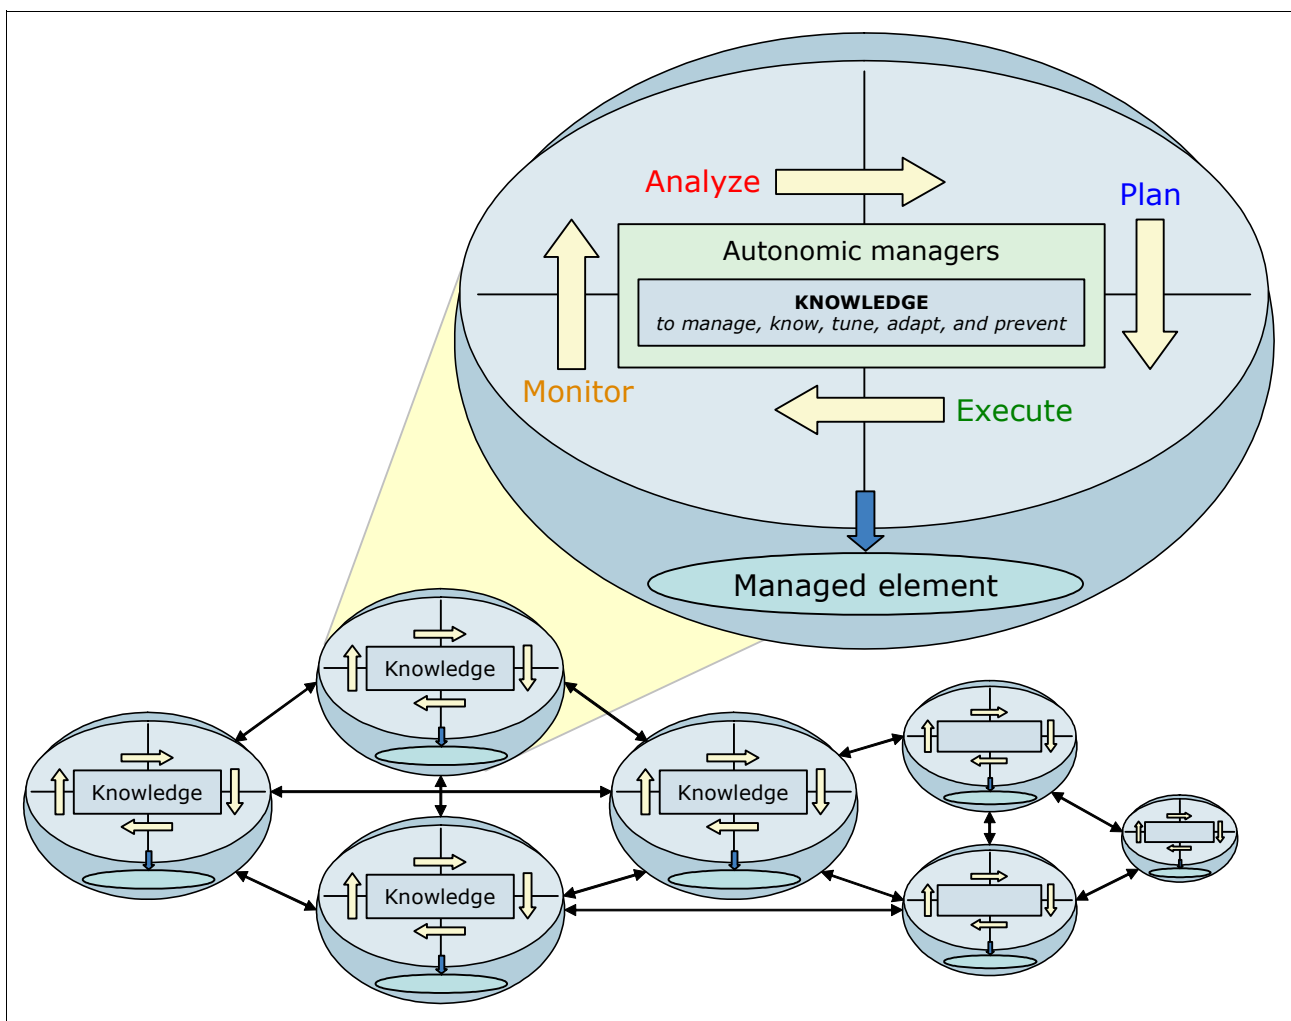 Analyze
Plan
Autonomic managers
KNOWLEDGE
to manage, know, tune, adapt, and prevent
Monitor
Execute
Managed element
Knowledge
Knowledge
Knowledge
Knowledge